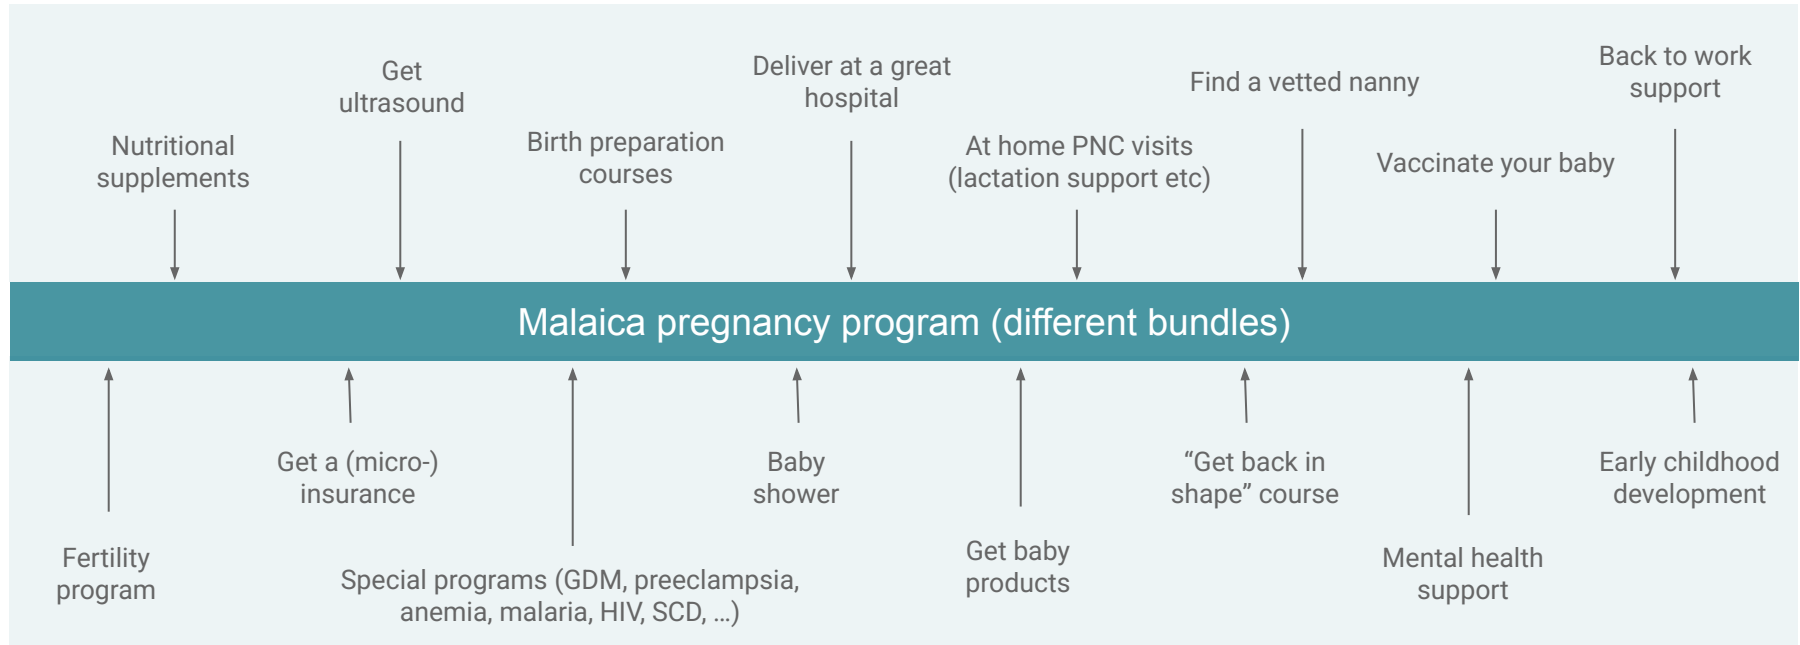 Get
ultrasound
Deliver at a great
hospital
Find a vetted nanny
Back to work
support
Nutritional
supplements
Birth preparation
courses
At home PNC visits
(lactation support etc)
Vaccinate your baby
Malaica pregnancy program (different bundles)
Fertility
program
Get a (micro-)
insurance
Special programs (GDM, preeclampsia,
anemia, malaria, HIV, SCD, ...)
Baby
shower
Get baby
products
“Get back in
shape” course
Mental health
support
Early childhood
development